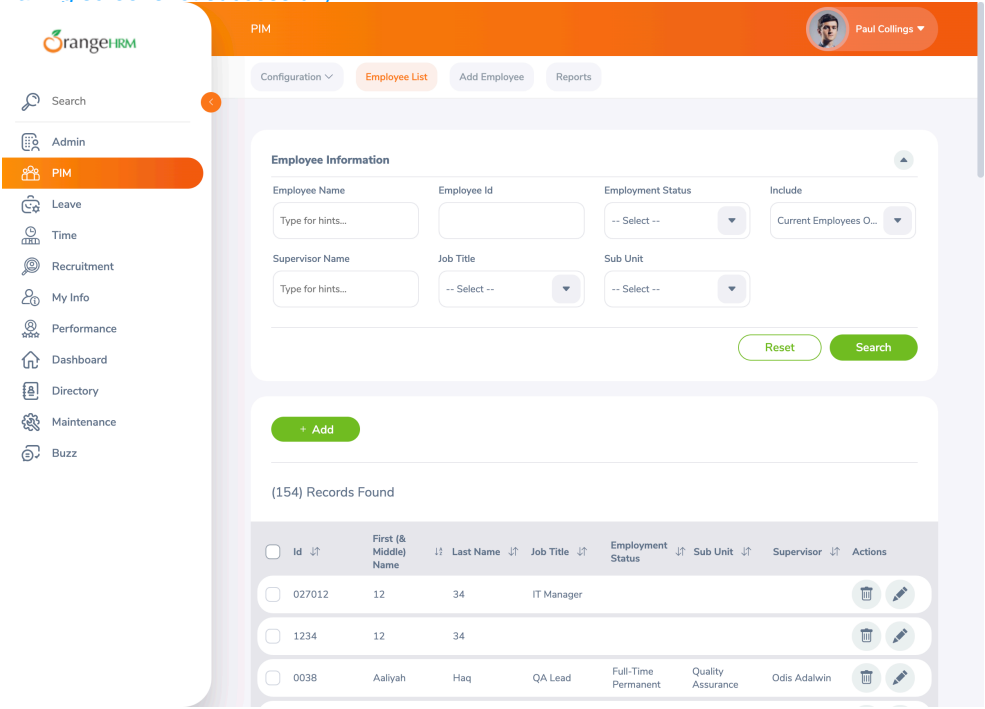 OrangeHRM
PIM
Paul Collings
Search
Configuration
Employee List
Add Employee
Reports
Admin
PIM
Leave
Time
Recruitment
My Info
Performance
Dashboard
Directory
Maintenance
Buzz
Employee Information
Employee Name
Employee Id
Employment Status
Include
Type for hints...
-- Select --
Current Employees O...
Supervisor Name
Job Title
Sub Unit
Type for hints...
-- Select --
-- Select --
Reset
Search
+ Add
(154) Records Found
Id
First (& Middle) Name
Last Name
Job Title
Employment Status
Sub Unit
Supervisor
Actions
027012 12 34 IT Manager
1234 12 34
0038 Aaliyah Haq QA Lead Full-Time Permanent Quality Assurance Odis Adalwin